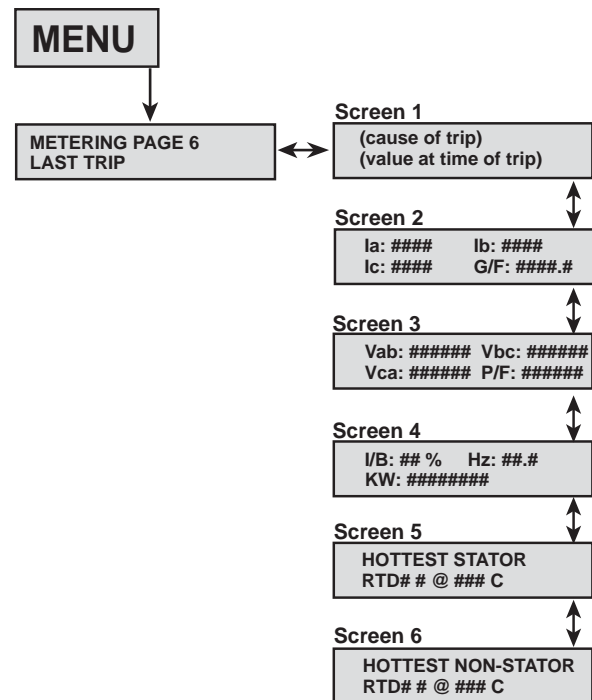 MENU
METERING PAGE 6
LAST TRIP
Screen 1
(cause of trip)
(value at time of trip)
Screen 2
Ia: #### Ib: ####
Ic: #### G/F: ####.#
Screen 3
Vab: ###### Vbc: ######
Vca: ###### P/F: ######
Screen 4
I/B: ## % Hz: ##.#
KW: ########
Screen 5
HOTTEST STATOR
RTD# # @ ### C
Screen 6
HOTTEST NON-STATOR
RTD# # @ ### C